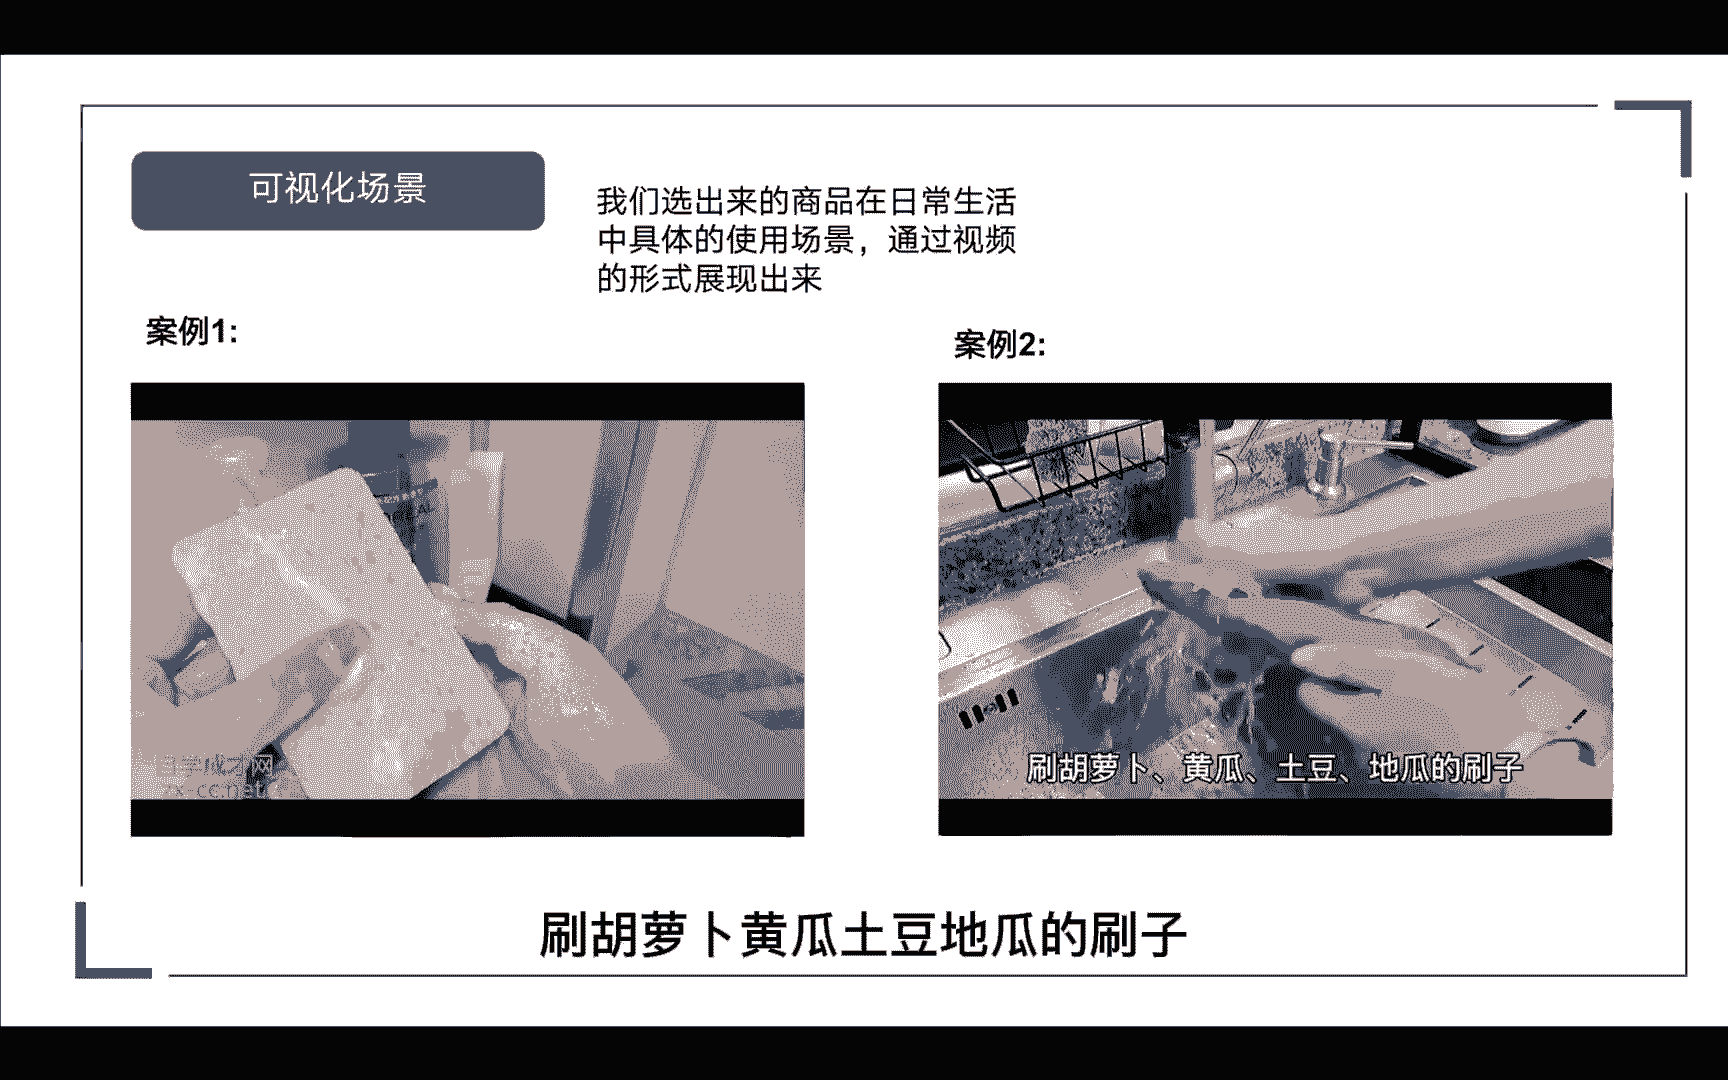 可视化场景
我们选出来的商品在日常生活
中具体的使用场景，通过视频
的形式展现出来
案例1:
案例2:
自学成才网
zx-cc.net
刷胡萝卜、黄瓜、土豆、地瓜的刷子
刷胡萝卜黄瓜土豆地瓜的刷子